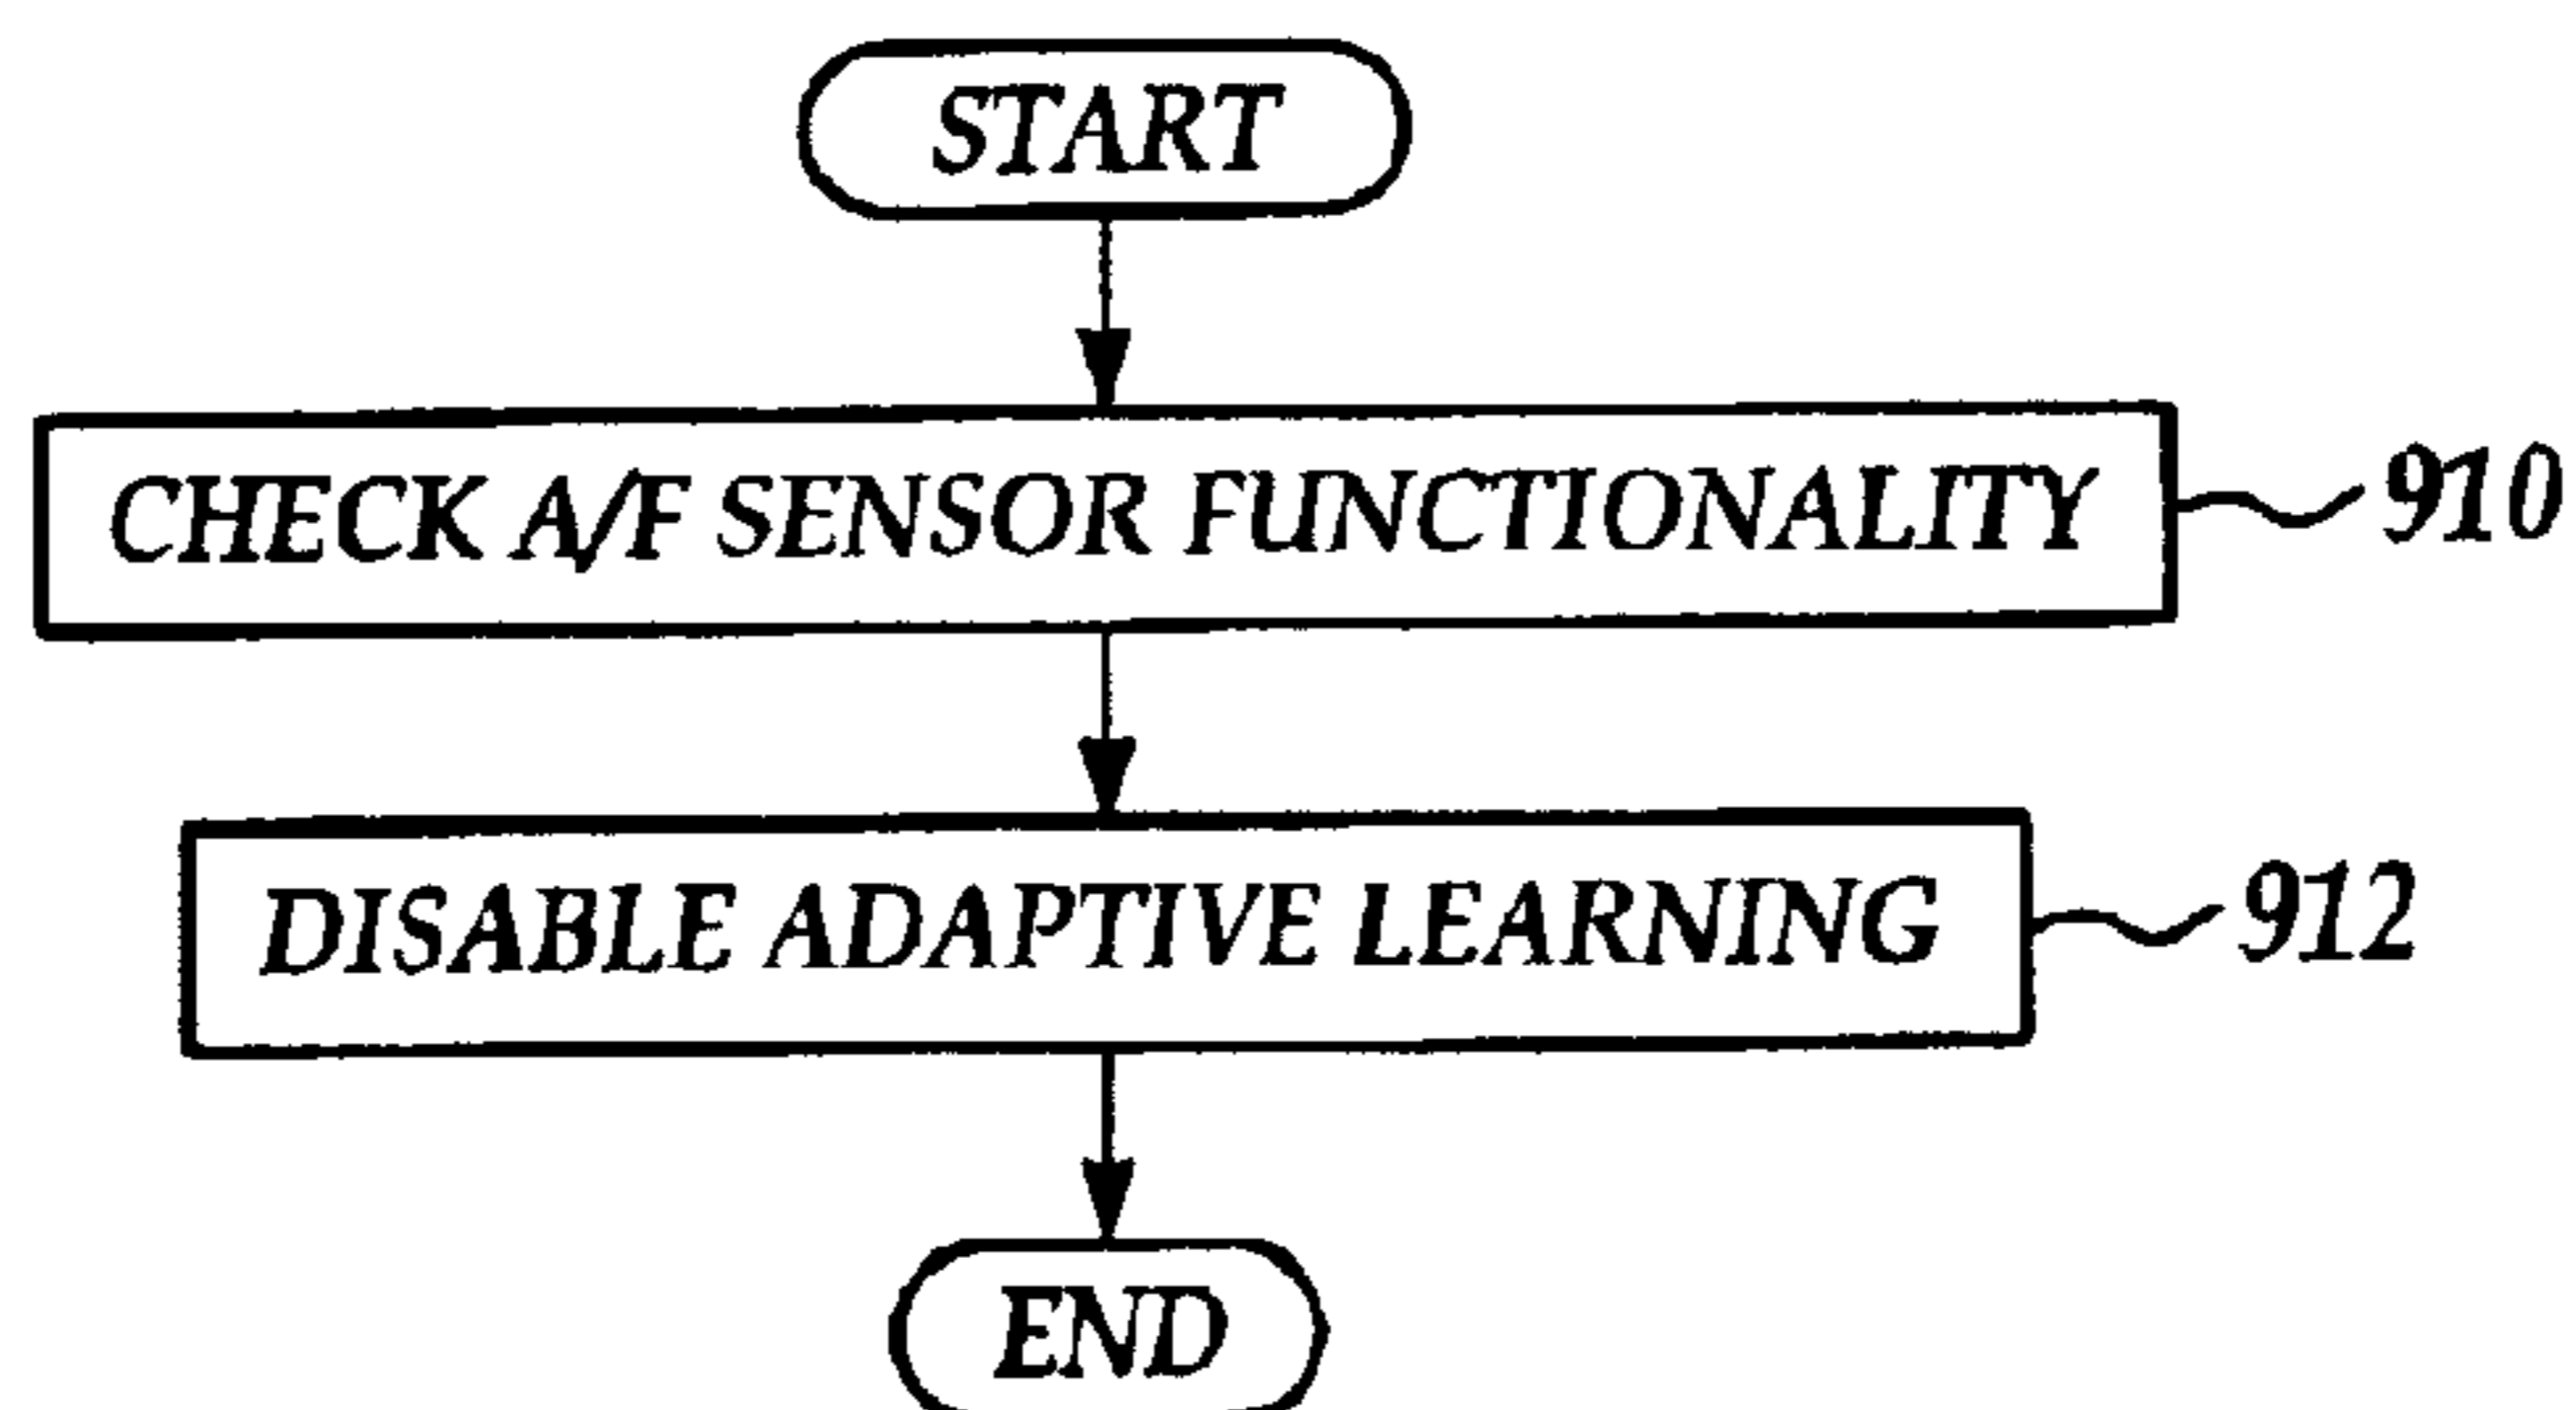 START
CHECK A/F SENSOR FUNCTIONALITY
910
DISABLE ADAPTIVE LEARNING
912
END